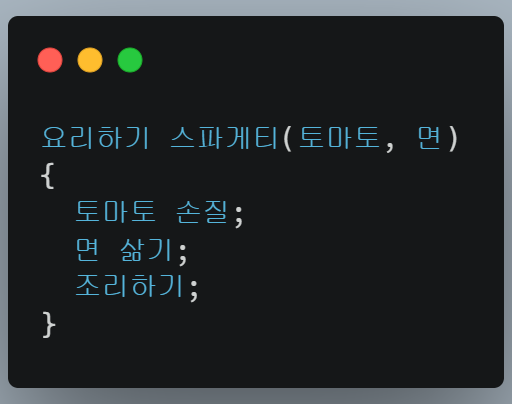 요리하기 스파게티(토마토, 면)
{
토마토 손질;
면 삶기;
조리하기;
}